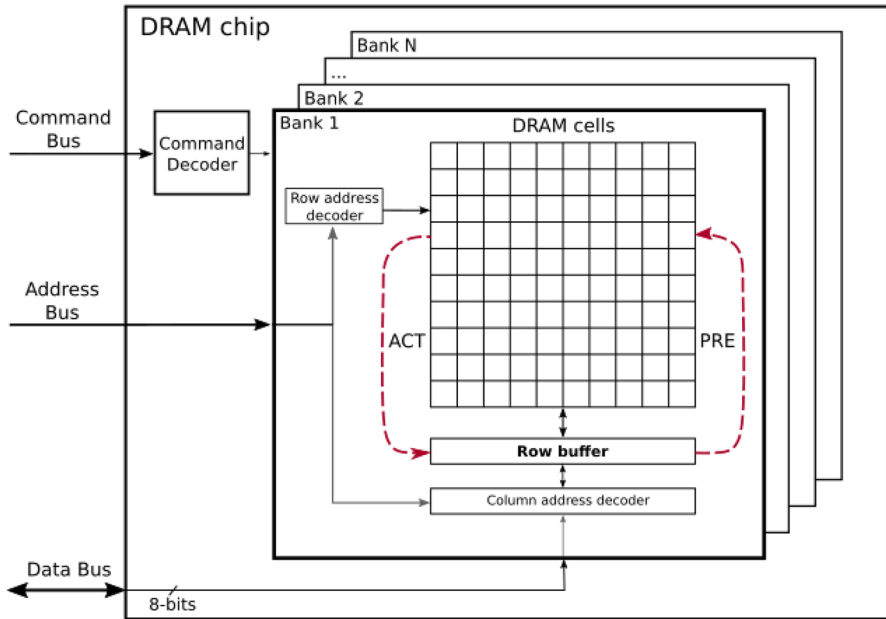 DRAM chip
Bank N
...
Bank 2
Bank 1
DRAM cells
Command
Bus
Command
Decoder
Row address
decoder
Address
Bus
ACT
PRE
Row buffer
Column address decoder
Data Bus
8-bits